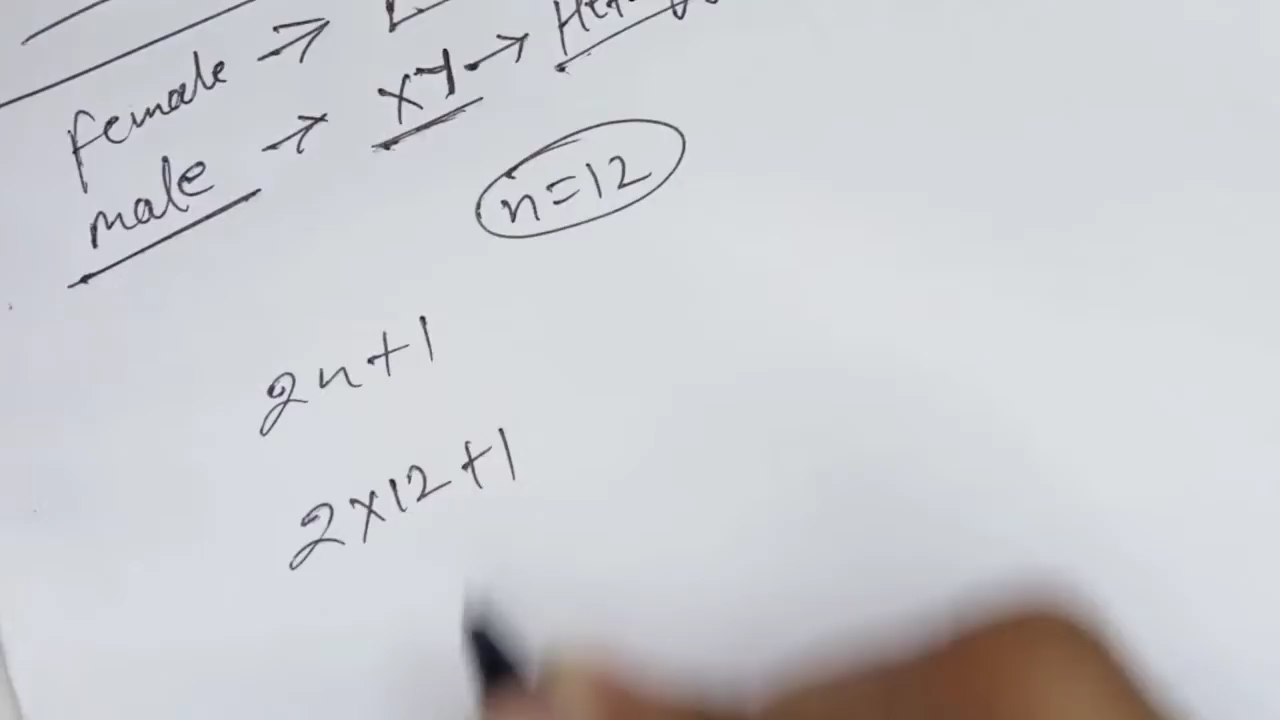 female →
male → XY →
n=12
2n+1
2×12+1